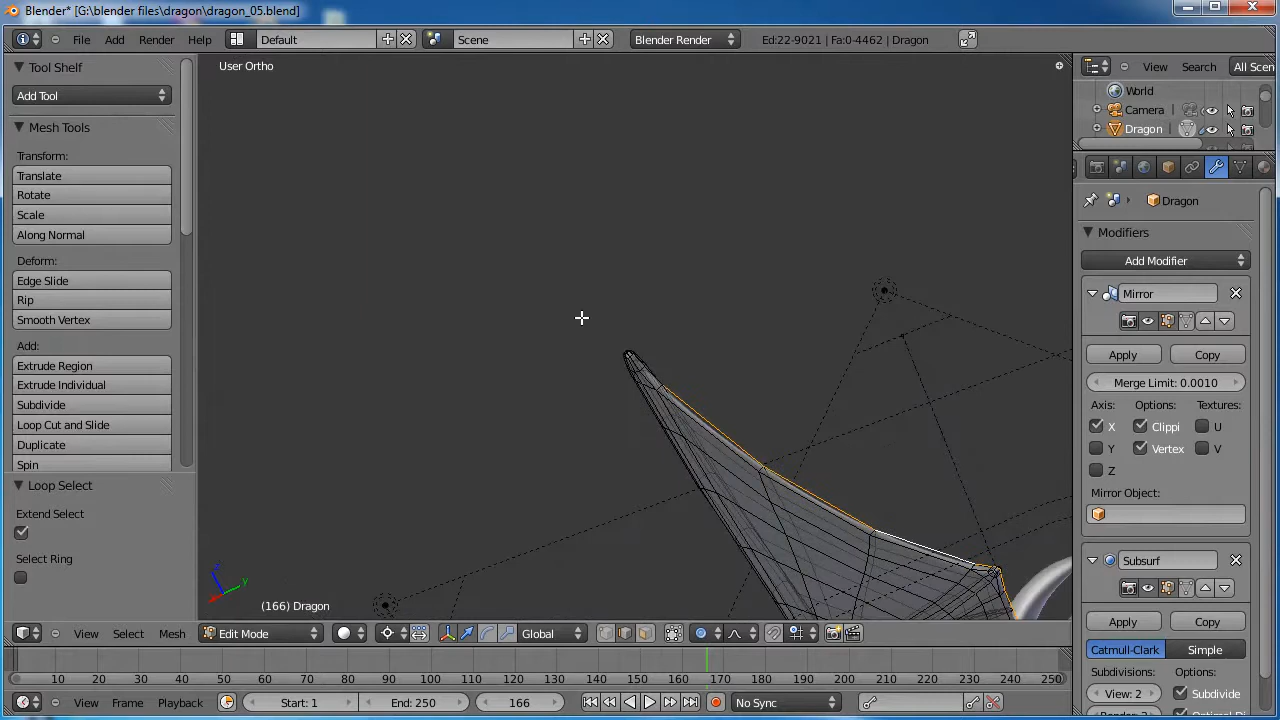 Blender* [G:\blender files\dragon\dragon_05.blend]
File Add Render Help Default Scene Blender Render Ed:22-9021 | Fa:0-4462 | Dragon
Tool Shelf
Add Tool
Mesh Tools
Transform:
Translate
Rotate
Scale
Along Normal
Deform:
Edge Slide
Rip
Smooth Vertex
Add:
Extrude Region
Extrude Individual
Subdivide
Loop Cut and Slide
Duplicate
Spin
Loop Select
Extend Select
Select Ring
User Ortho
y
(166) Dragon
View Select Mesh Edit Mode Global
View Search All Scen
World
Camera
Dragon
Dragon
Modifiers
Add Modifier
Mirror
Apply Copy
Merge Limit: 0.0010
Axis: Options: Textures:
X Clippi U
Y Vertex V
Z
Mirror Object:
Subsurf
Apply Copy
Catmull-Clark Simple
Subdivisions: Options:
View: 2 Subdivide
10 20 30 40 50 60 70 80 90 100 110 120 130 140 150 160 170 180 190 200 210 220 230 240 250
View Frame Playback Start: 1 End: 250 166 No Sync